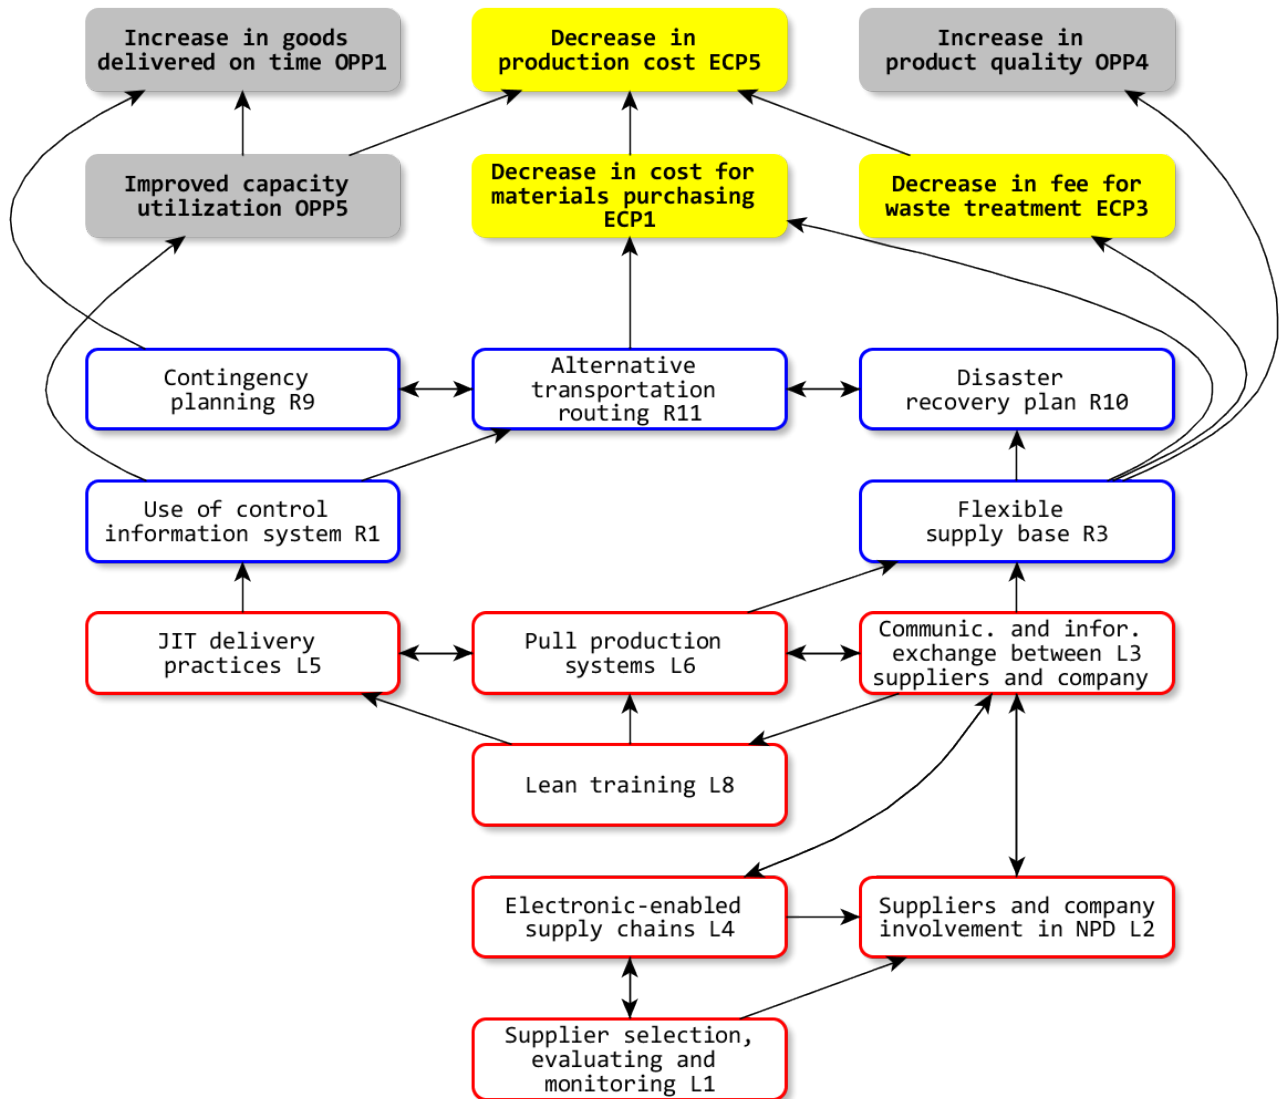 Increase in goods
delivered on time OPP1
Decrease in
production cost ECP5
Increase in
product quality OPP4
Improved capacity
utilization OPP5
Decrease in cost for
materials purchasing
ECP1
Decrease in fee for
waste treatment ECP3
Contingency
planning R9
Alternative
transportation
routing R11
Disaster
recovery plan R10
Use of control
information system R1
Flexible
supply base R3
JIT delivery
practices L5
Pull production
systems L6
Communic. and infor.
exchange between L3
suppliers and company
Lean training L8
Electronic-enabled
supply chains L4
Suppliers and company
involvement in NPD L2
Supplier selection,
evaluating and
monitoring L1